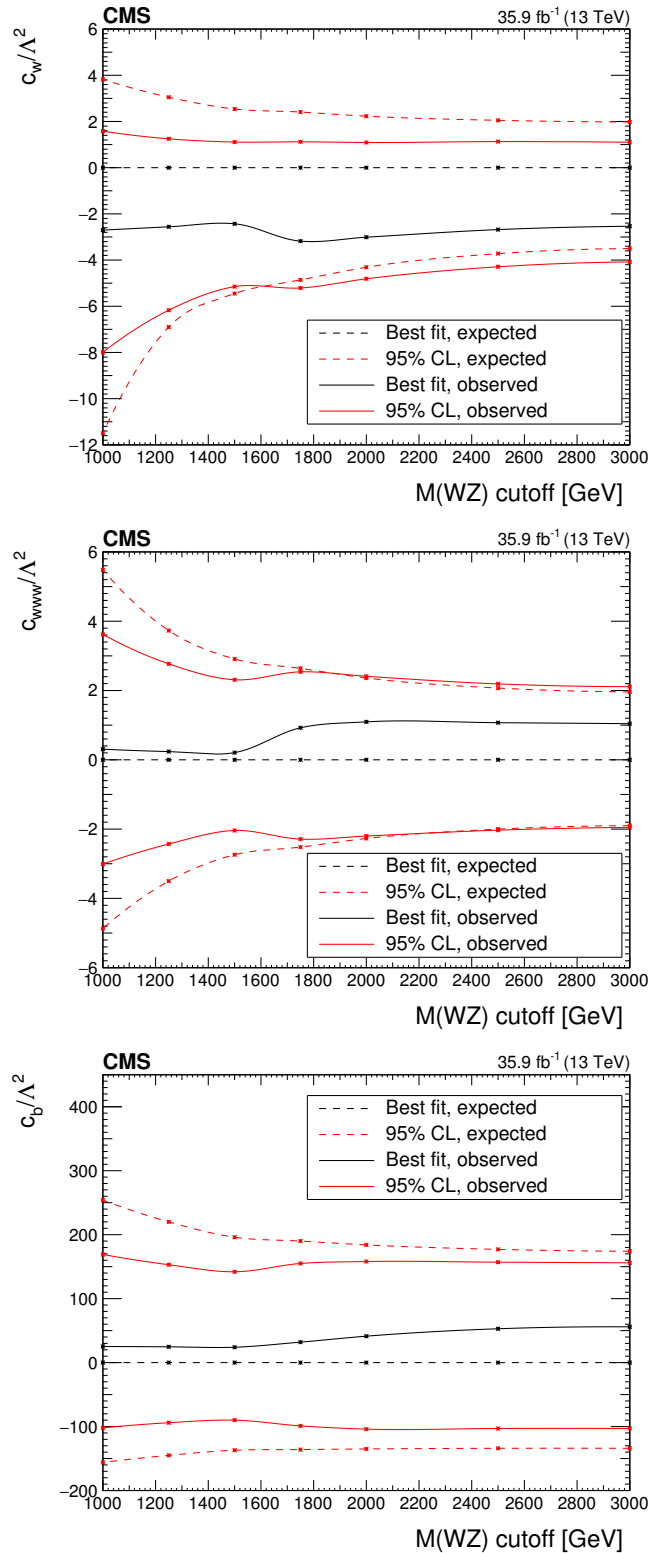 CMS 35.9 fb⁻¹ (13 TeV)
c_w/Λ²
6
4
2
0
−2
−4
−6
−8
−10
−12
Best fit, expected
95% CL, expected
Best fit, observed
95% CL, observed
1000 1200 1400 1600 1800 2000 2200 2400 2600 2800 3000
M(WZ) cutoff [GeV]
CMS 35.9 fb⁻¹ (13 TeV)
c_www/Λ²
6
4
2
0
−2
−4
−6
Best fit, expected
95% CL, expected
Best fit, observed
95% CL, observed
1000 1200 1400 1600 1800 2000 2200 2400 2600 2800 3000
M(WZ) cutoff [GeV]
CMS 35.9 fb⁻¹ (13 TeV)
c_b/Λ²
Best fit, expected
95% CL, expected
Best fit, observed
95% CL, observed
400
300
200
100
0
−100
−200
1000 1200 1400 1600 1800 2000 2200 2400 2600 2800 3000
M(WZ) cutoff [GeV]